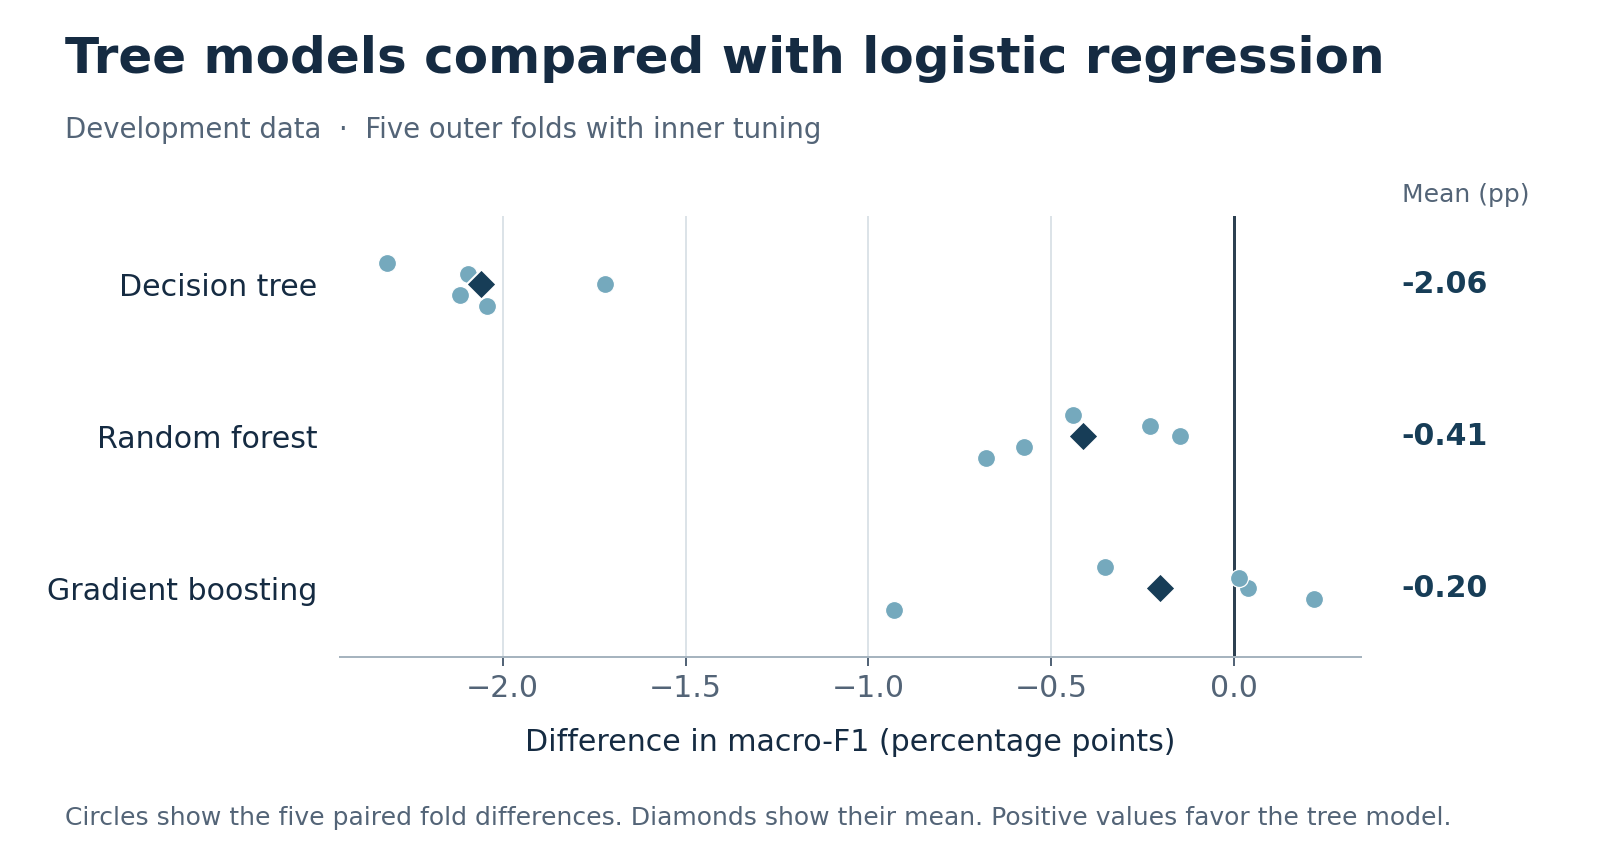 Tree models compared with logistic regression
Development data · Five outer folds with inner tuning
Mean (pp)
Decision tree
-2.06
Random forest
-0.41
Gradient boosting
-0.20
−2.0 −1.5 −1.0 −0.5 0.0
Difference in macro-F1 (percentage points)
Circles show the five paired fold differences. Diamonds show their mean. Positive values favor the tree model.